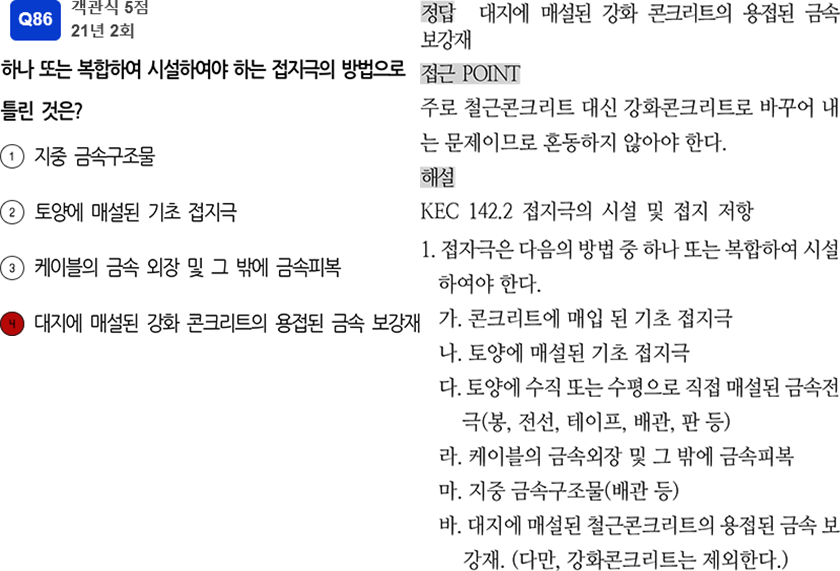 Q86
객관식 5점
21년 2회
하나 또는 복합하여 시설하여야 하는 접지극의 방법으로
틀린 것은?
1 지중 금속구조물
2 토양에 매설된 기초 접지극
3 케이블의 금속 외장 및 그 밖에 금속피복
4 대지에 매설된 강화 콘크리트의 용접된 금속 보강재
정답 대지에 매설된 강화 콘크리트의 용접된 금속
보강재
접근 POINT
주로 철근콘크리트 대신 강화콘크리트로 바꾸어 내
는 문제이므로 혼동하지 않아야 한다.
해설
KEC 142.2 접지극의 시설 및 접지 저항
1. 접지극은 다음의 방법 중 하나 또는 복합하여 시설
하여야 한다.
가. 콘크리트에 매입 된 기초 접지극
나. 토양에 매설된 기초 접지극
다. 토양에 수직 또는 수평으로 직접 매설된 금속전
극(봉, 전선, 테이프, 배관, 판 등)
라. 케이블의 금속외장 및 그 밖에 금속피복
마. 지중 금속구조물(배관 등)
바. 대지에 매설된 철근콘크리트의 용접된 금속 보
강재. (다만, 강화콘크리트는 제외한다.)